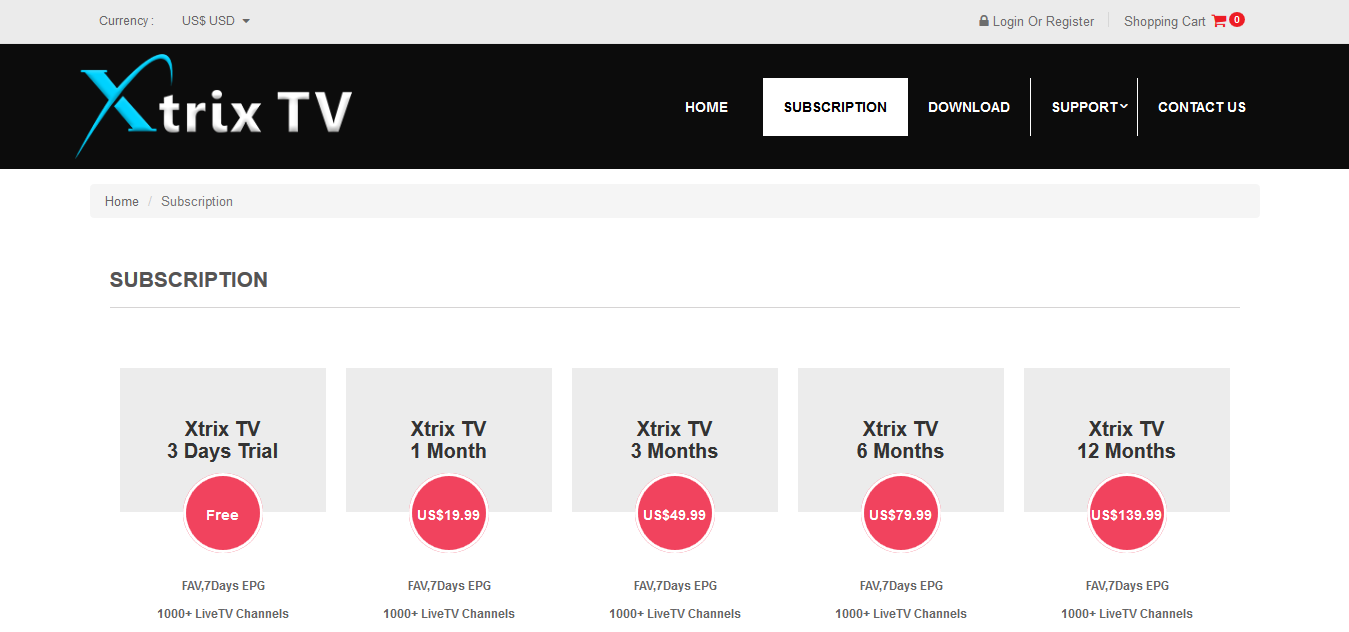 Currency :
US$ USD
Login Or Register
Shopping Cart
0
Xtrix TV
HOME
SUBSCRIPTION
DOWNLOAD
SUPPORT
CONTACT US
Home / Subscription
SUBSCRIPTION
Xtrix TV
3 Days Trial
Free
FAV,7Days EPG
1000+ LiveTV Channels
Xtrix TV
1 Month
US$19.99
FAV,7Days EPG
1000+ LiveTV Channels
Xtrix TV
3 Months
US$49.99
FAV,7Days EPG
1000+ LiveTV Channels
Xtrix TV
6 Months
US$79.99
FAV,7Days EPG
1000+ LiveTV Channels
Xtrix TV
12 Months
US$139.99
FAV,7Days EPG
1000+ LiveTV Channels